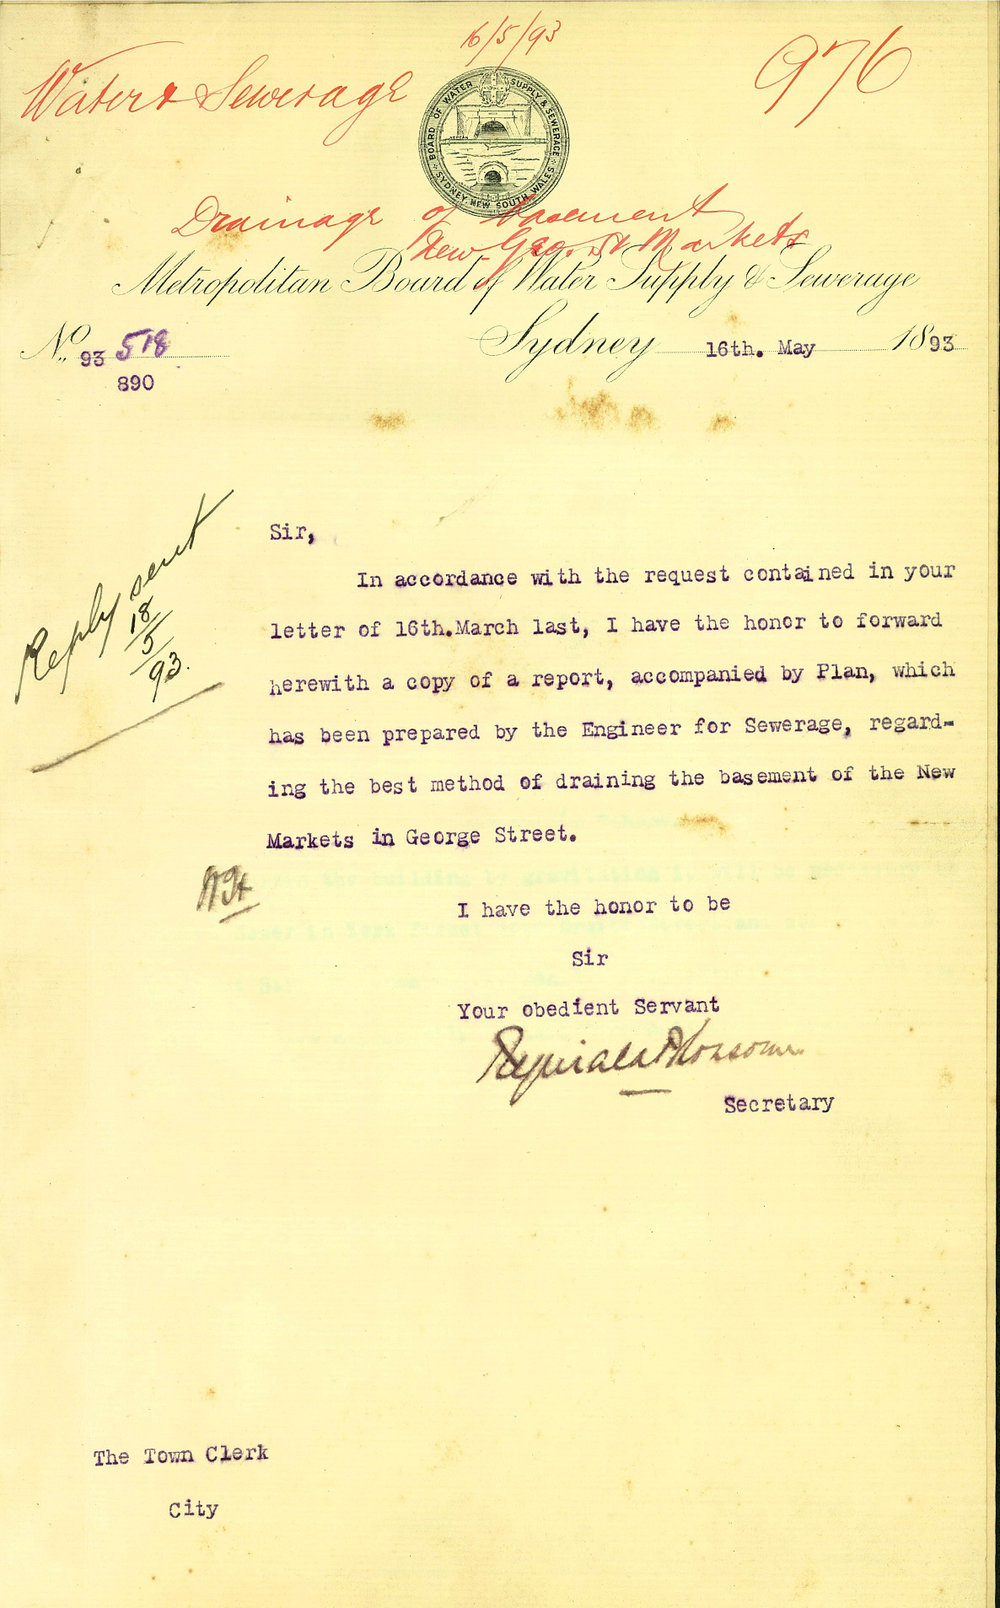 16/5/93
Water & Sewerage
976
BOARD OF WATER SUPPLY & SEWERAGE
SYDNEY NEW SOUTH WALES
Drainage of basement
New Geo. St Markets
Metropolitan Board of Water Supply & Sewerage
No. 93 518
890
Sydney 16th. May 1893
Reply sent
18
5
93.
Sir,
In accordance with the request contained in your
letter of 16th.March last, I have the honor to forward
herewith a copy of a report, accompanied by Plan, which
has been prepared by the Engineer for Sewerage, regard-
ing the best method of draining the basement of the New
Markets in George Street.
I have the honor to be
Sir
Your obedient Servant
Secretary
The Town Clerk
City